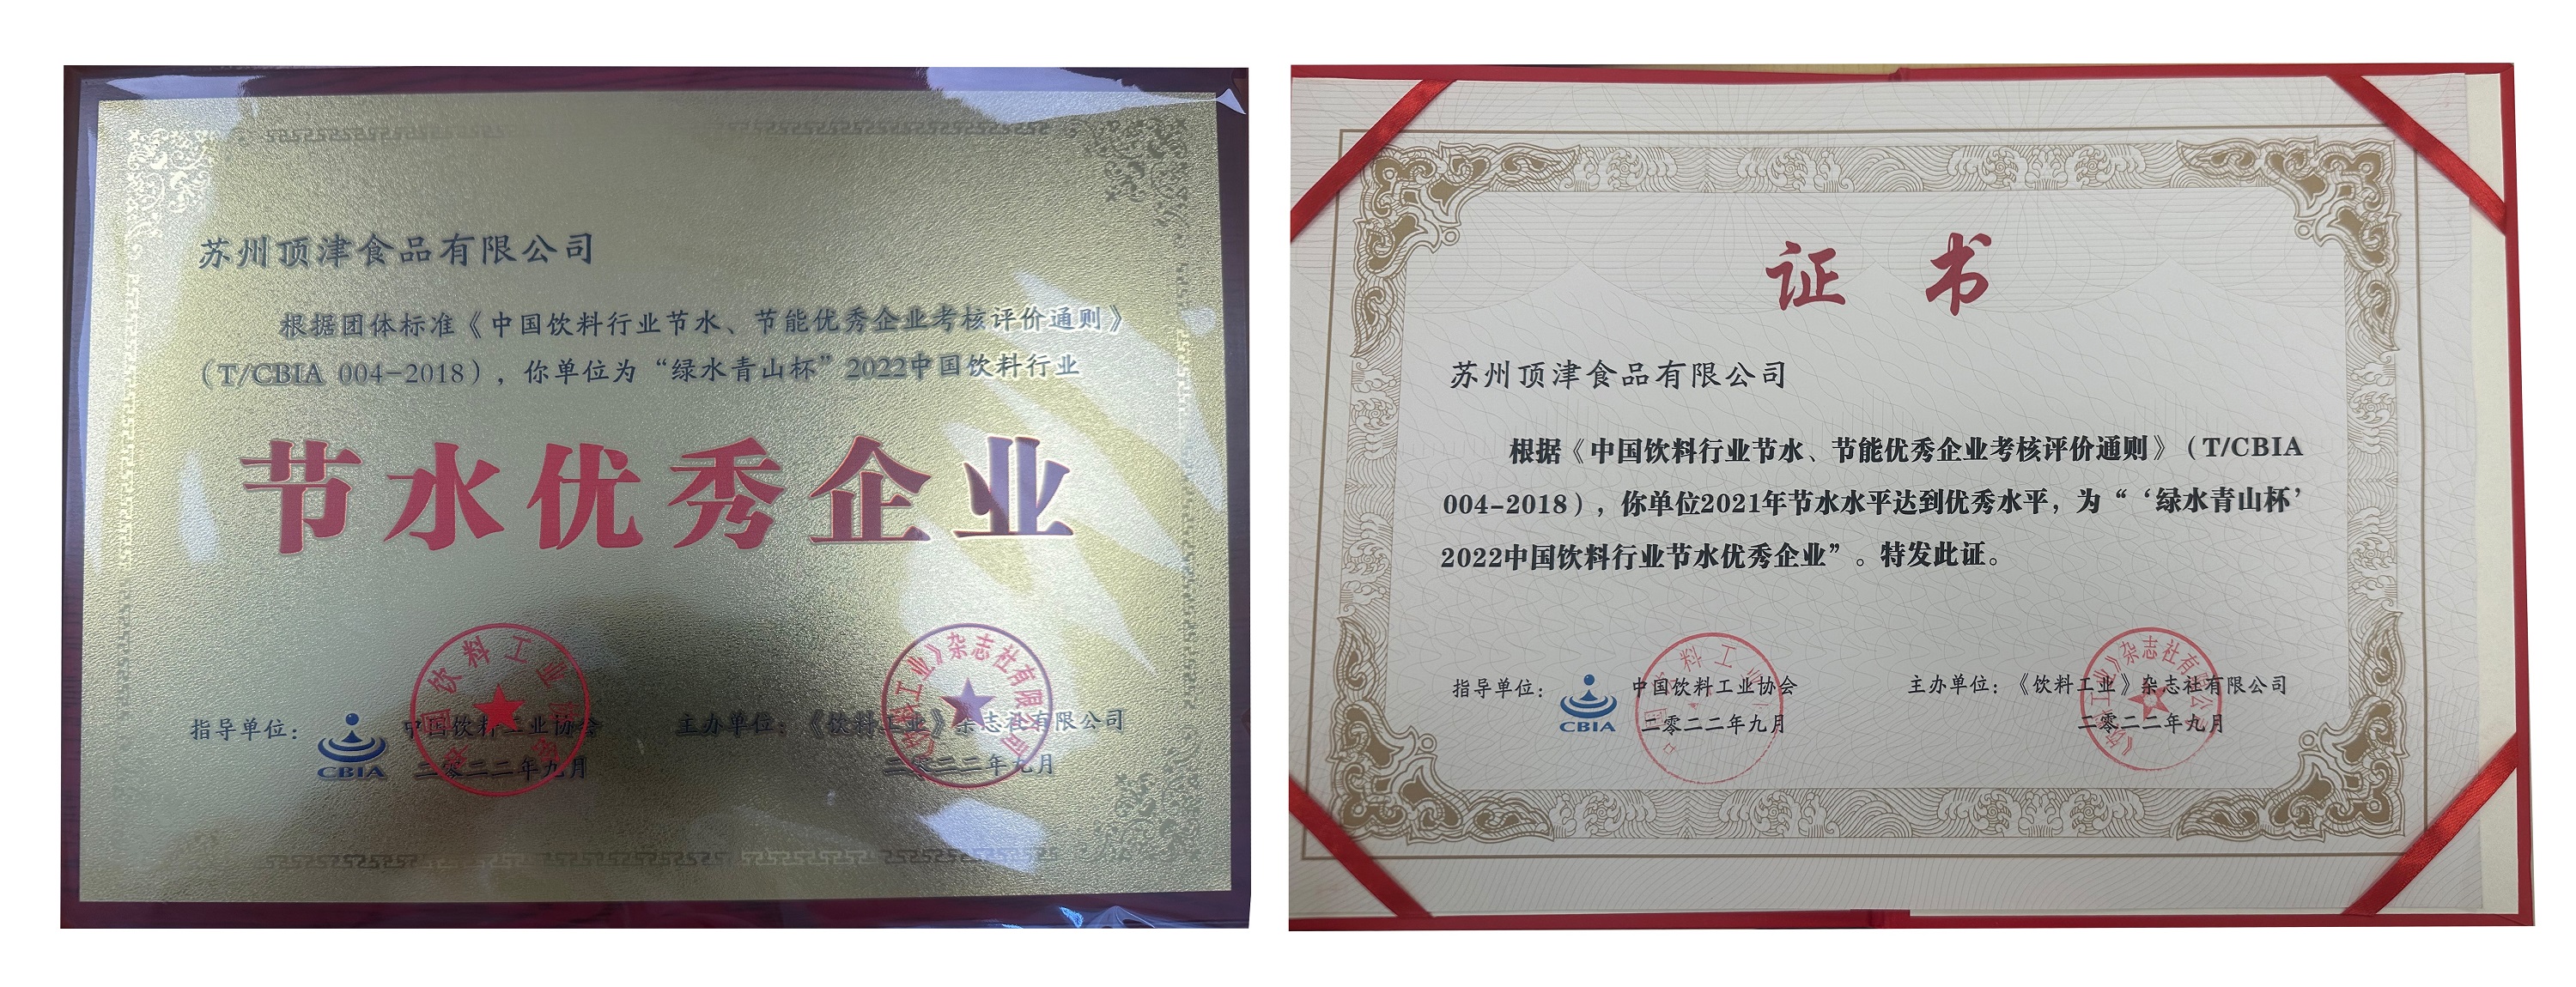 苏州顶津食品有限公司
根据团体标准《中国饮料行业节水、节能优秀企业考核评价通则》
（T/CBIA 004-2018），你单位为“绿水青山杯”2022中国饮料行业
节水优秀企业
指导单位：
CBIA
中国饮料工业协会
二零二二年九月
主办单位：《饮料工业》杂志社有限公司
二零二二年九月
证 书
苏州顶津食品有限公司
根据《中国饮料行业节水、节能优秀企业考核评价通则》（T/CBIA
004-2018），你单位2021年节水水平达到优秀水平，为“‘绿水青山杯’
2022中国饮料行业节水优秀企业”。特发此证。
指导单位：
CBIA
中国饮料工业协会
二零二二年九月
主办单位：《饮料工业》杂志社有限公司
二零二二年九月